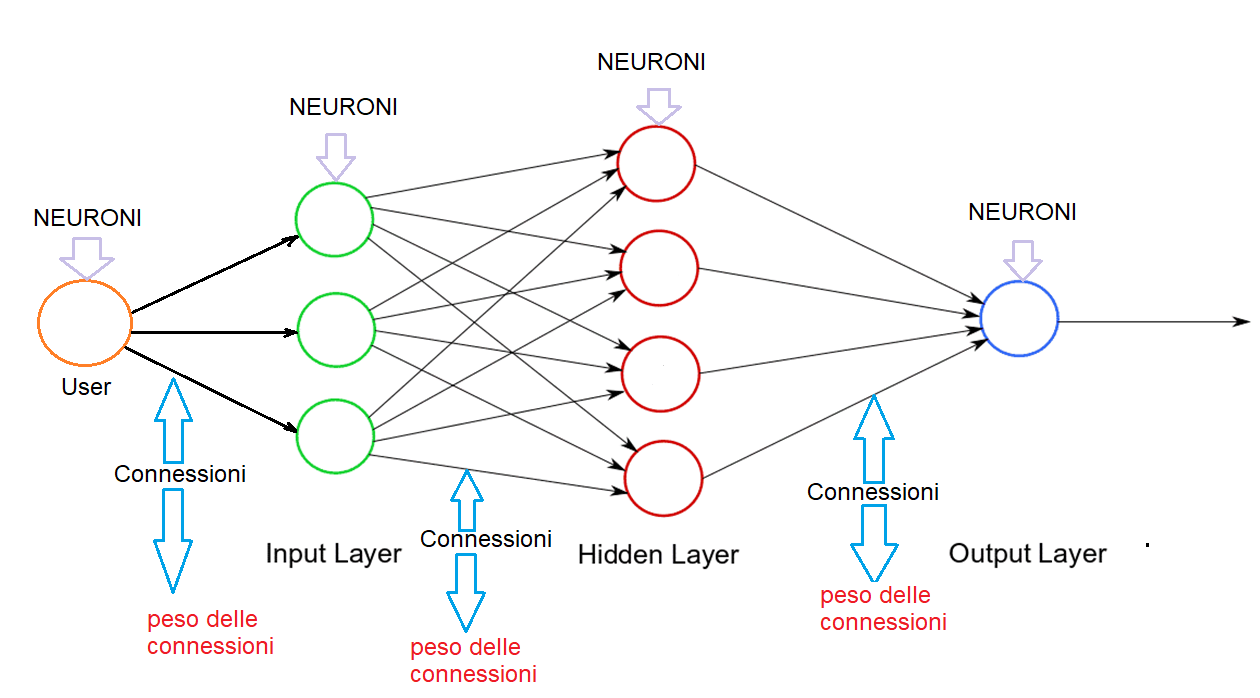 NEURONI
NEURONI
NEURONI
NEURONI
User
Connessioni
Connessioni
Connessioni
Input Layer
Hidden Layer
Output Layer
peso delle
connessioni
peso delle
connessioni
peso delle
connessioni